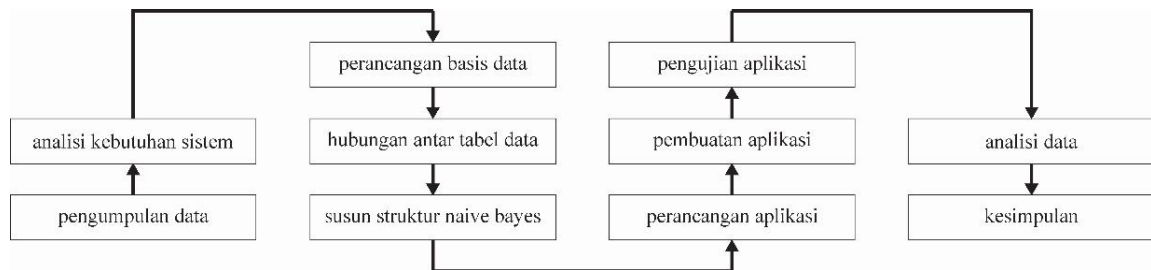 perancangan basis data
pengujian aplikasi
analisi kebutuhan sistem
hubungan antar tabel data
pembuatan aplikasi
analisi data
pengumpulan data
susun struktur naive bayes
perancangan aplikasi
kesimpulan